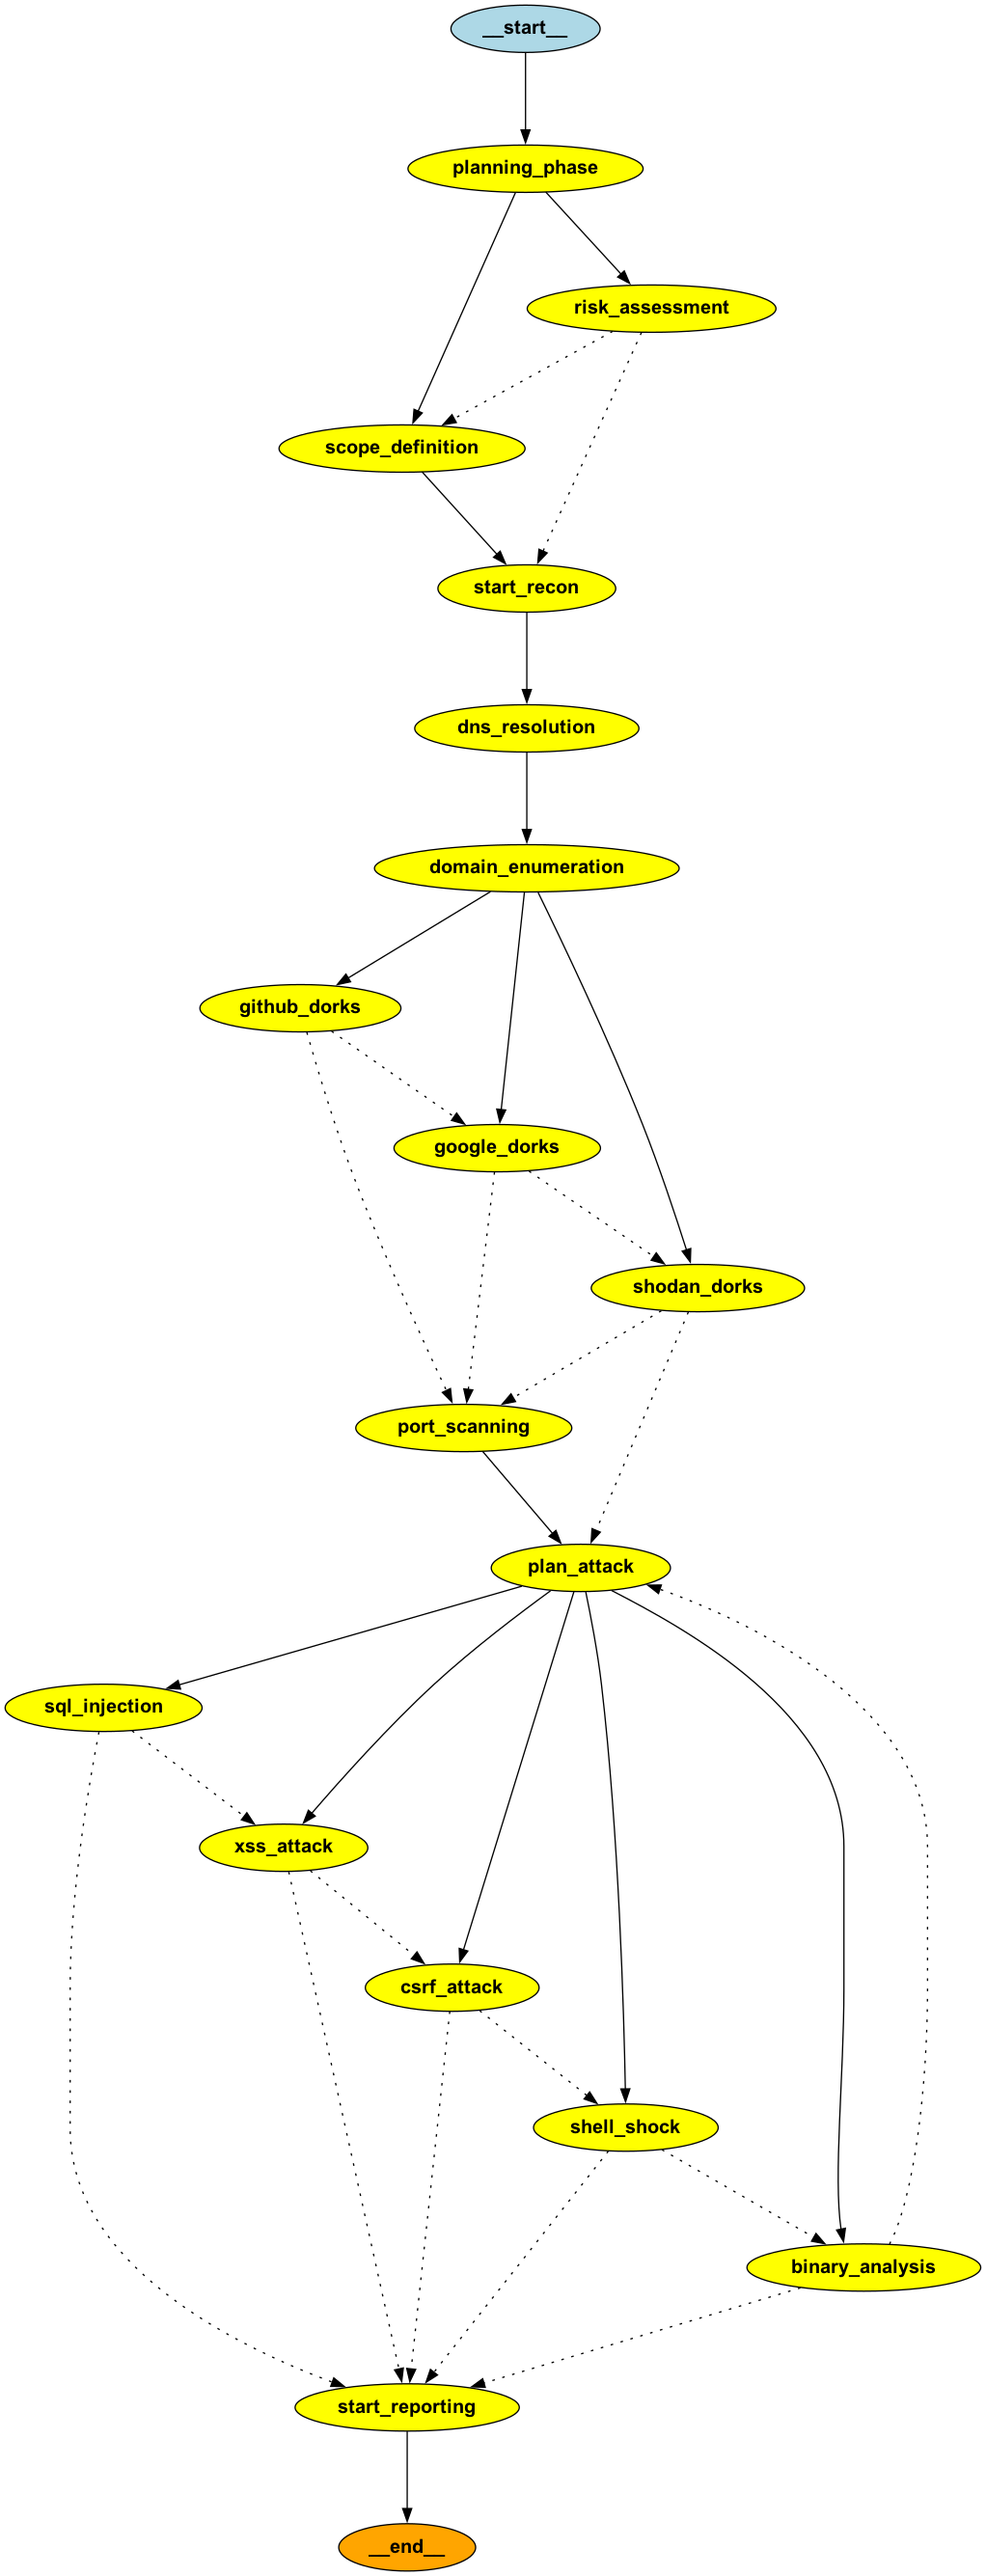 __start__
planning_phase
risk_assessment
scope_definition
start_recon
dns_resolution
domain_enumeration
github_dorks
google_dorks
shodan_dorks
port_scanning
plan_attack
sql_injection
xss_attack
csrf_attack
shell_shock
binary_analysis
start_reporting
__end__